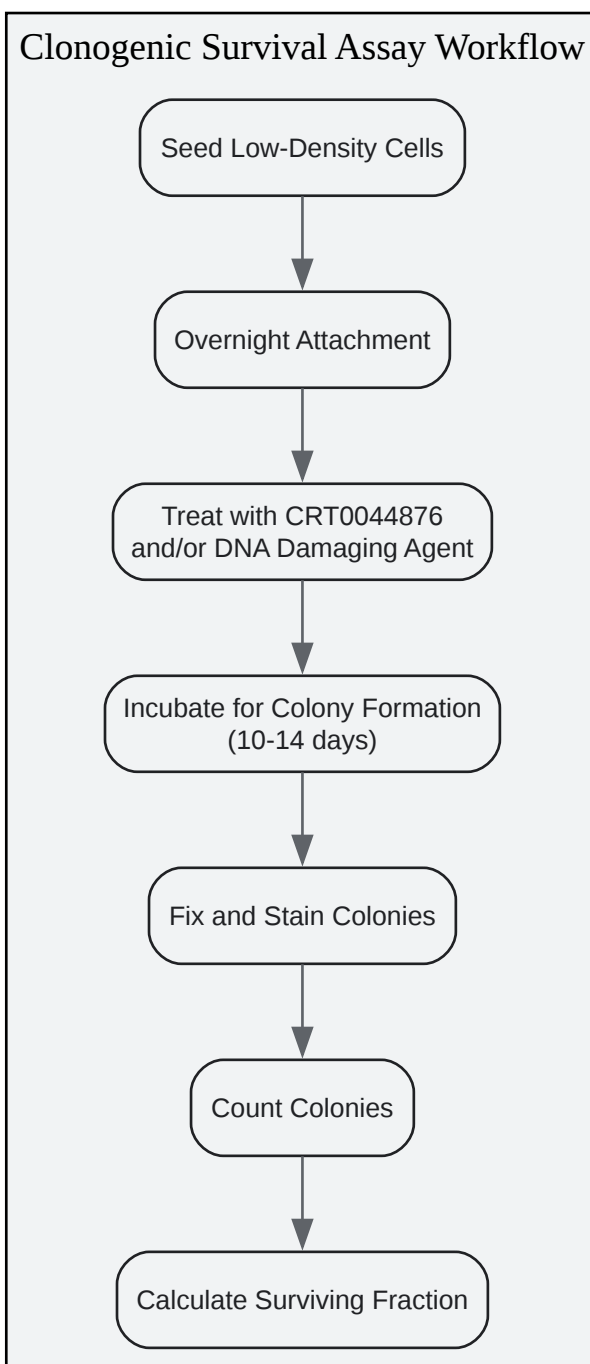 Clonogenic Survival Assay Workflow
Seed Low-Density Cells
Overnight Attachment
Treat with CRT0044876
and/or DNA Damaging Agent
Incubate for Colony Formation
(10-14 days)
Fix and Stain Colonies
Count Colonies
Calculate Surviving Fraction